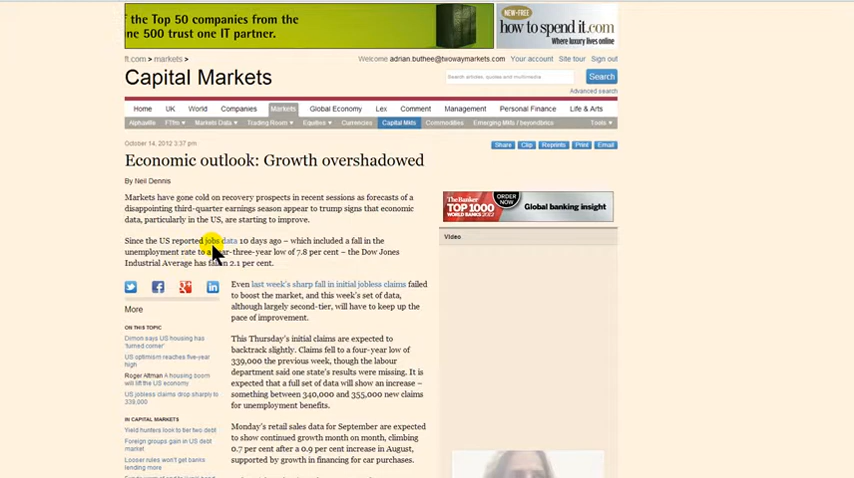 the Top 50 companies from the
ne 500 trust one IT partner.
NEW-FREE
how to spend it.com
Where luxury lives online
ft.com > markets >
Welcome adrian.buthee@twowaymarkets.com Your account Site tour Sign out
Capital Markets
Search articles, quotes and multimedia
Search
Advanced search
Home UK World Companies Markets Global Economy Lex Comment Management Personal Finance Life & Arts
Alphaville FTfm Markets Data Trading Room Equities Currencies Capital Mkts Commodities Emerging Mkts / beyondbrics Tools
October 14, 2012 3:37 pm
Share Clip Reprints Print Email
Economic outlook: Growth overshadowed
By Neil Dennis
Markets have gone cold on recovery prospects in recent sessions as forecasts of a
disappointing third-quarter earnings season appear to trump signs that economic
data, particularly in the US, are starting to improve.
Since the US reported jobs data 10 days ago – which included a fall in the
unemployment rate to a near-three-year low of 7.8 per cent – the Dow Jones
Industrial Average has fallen 2.1 per cent.
The Banker
TOP 1000
WORLD BANKS 2012
ORDER NOW
Global banking insight
Video
More
ON THIS TOPIC
Dimon says US housing has
'turned corner'
US optimism reaches five-year
high
Roger Altman A housing boom
will lift the US economy
US jobless claims drop sharply to
339,000
IN CAPITAL MARKETS
Yield hunters look to tier two debt
Foreign groups gain in US debt
market
Looser rules won't get banks
lending more
Even last week's sharp fall in initial jobless claims failed
to boost the market, and this week's set of data,
although largely second-tier, will have to keep up the
pace of improvement.
This Thursday's initial claims are expected to
backtrack slightly. Claims fell to a four-year low of
339,000 the previous week, though the labour
department said one state's results were missing. It is
expected that a full set of data will show an increase –
something between 340,000 and 355,000 new claims
for unemployment benefits.
Monday's retail sales data for September are expected
to show continued growth month on month, climbing
0.7 per cent after a 0.9 per cent increase in August,
supported by growth in financing for car purchases.